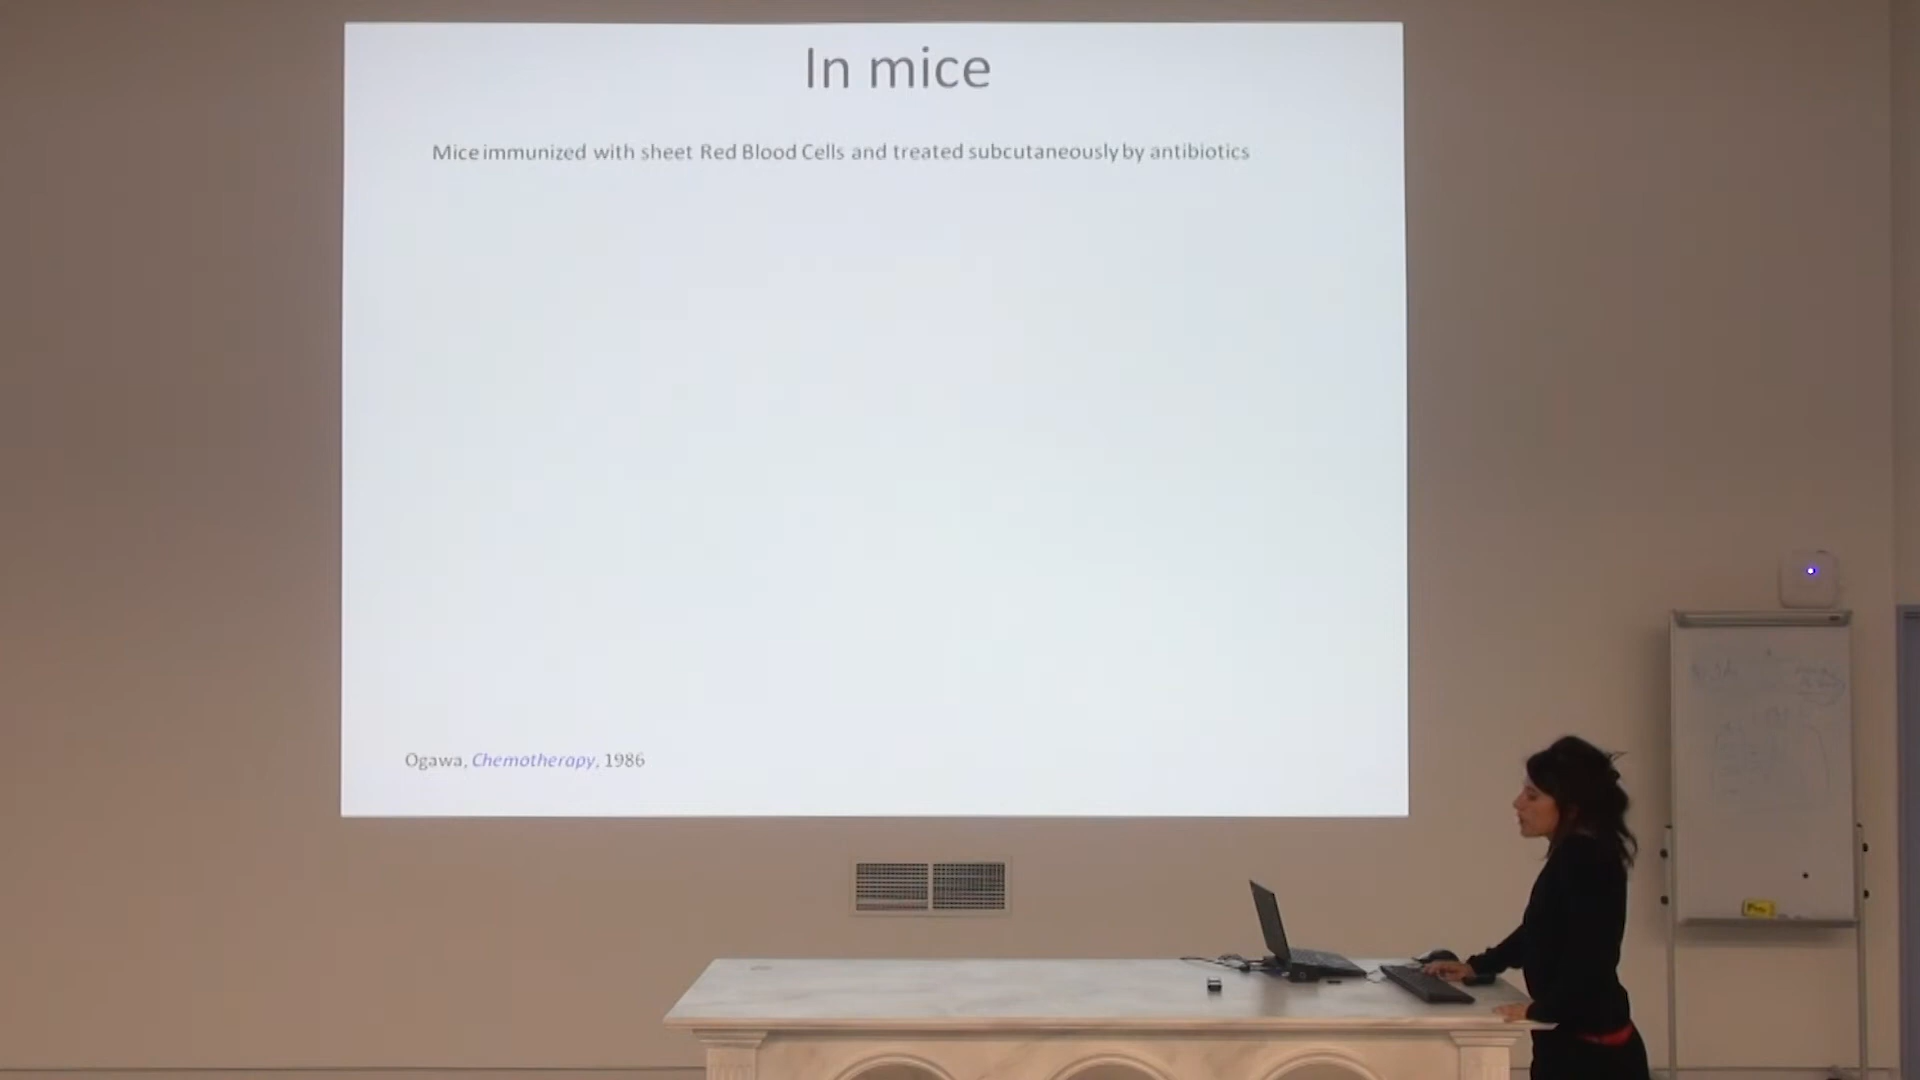 In mice
Mice immunized with sheet Red Blood Cells and treated subcutaneously by antibiotics
Ogawa, Chemotherapy, 1986